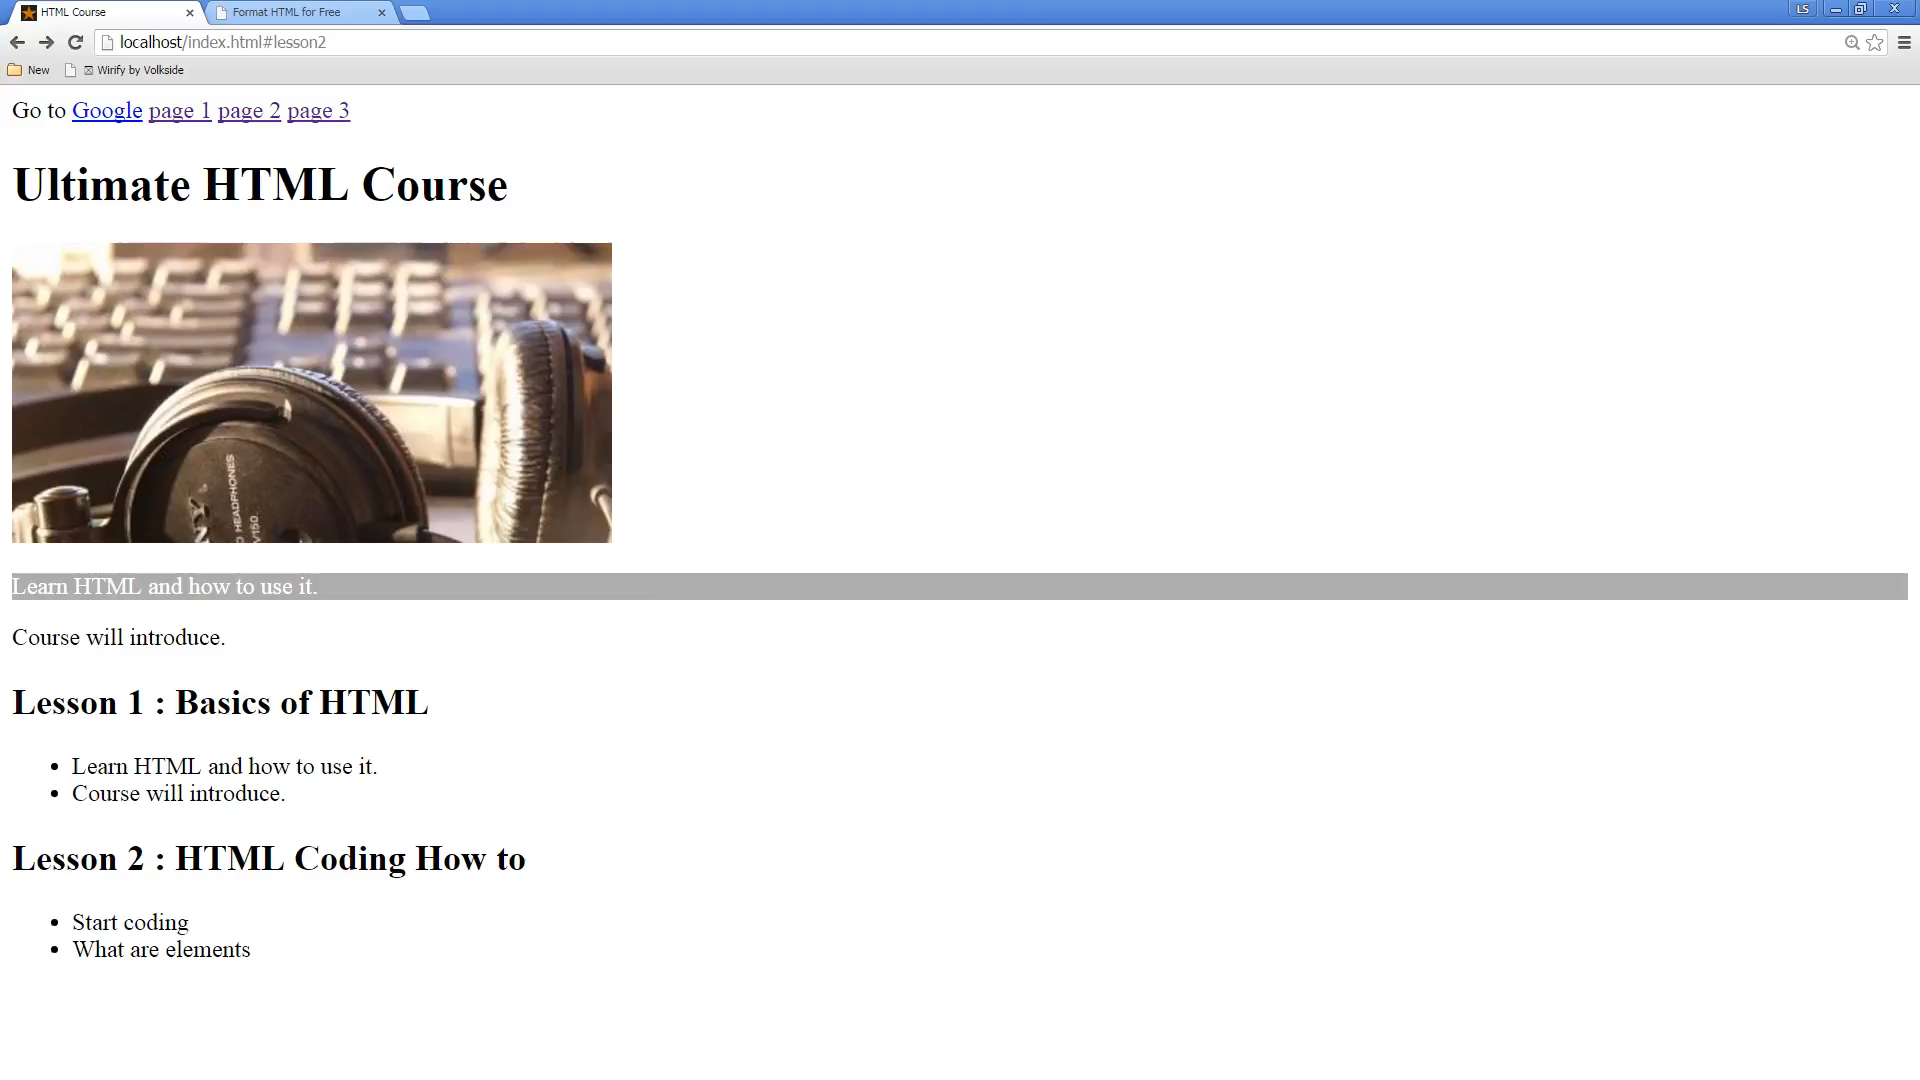 HTML Course
Format HTML for Free
LS
localhost/index.html#lesson2
New
Wirify by Volkside
Go to Google page 1 page 2 page 3
Ultimate HTML Course
HEADPHONES
V150.
Learn HTML and how to use it.
Course will introduce.
Lesson 1 : Basics of HTML
• Learn HTML and how to use it.
• Course will introduce.
Lesson 2 : HTML Coding How to
• Start coding
• What are elements